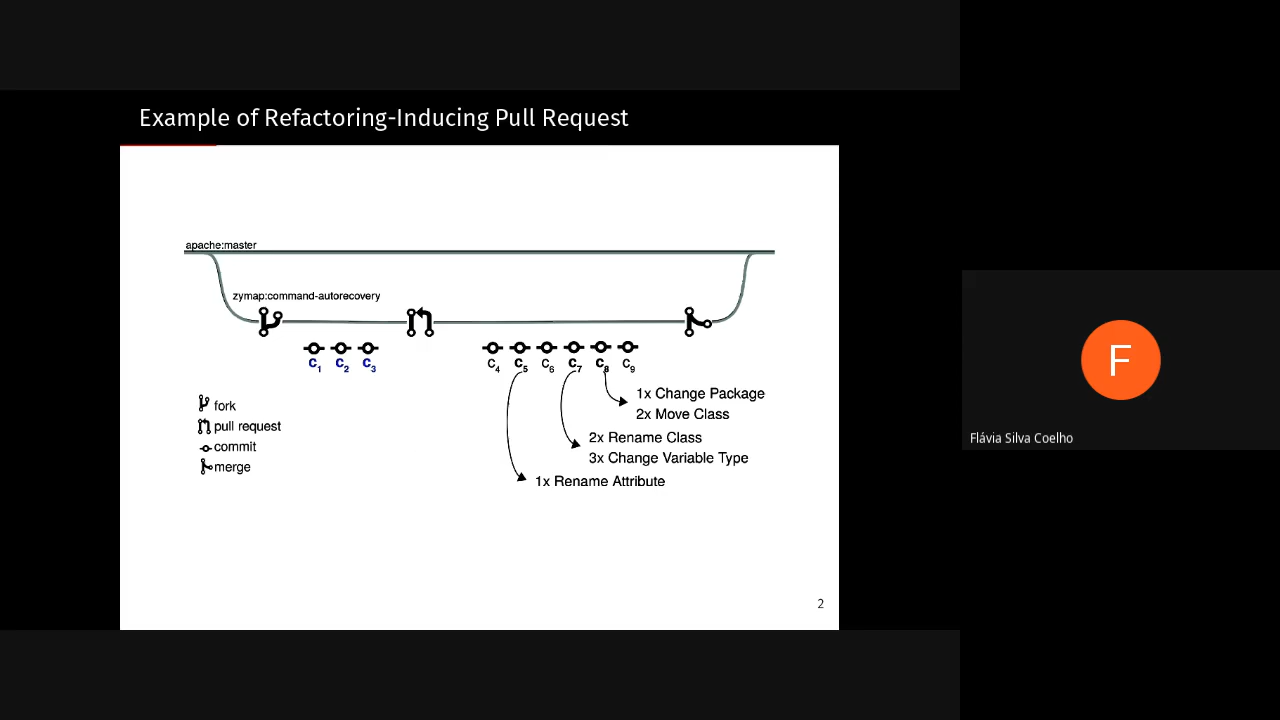 Example of Refactoring-Inducing Pull Request
apache:master
zymap:command-autorecovery
c1 c2 c3
c4 c5 c6 c7 c8 c9
fork
pull request
commit
merge
1x Change Package
2x Move Class
2x Rename Class
3x Change Variable Type
1x Rename Attribute
2
F
Flávia Silva Coelho